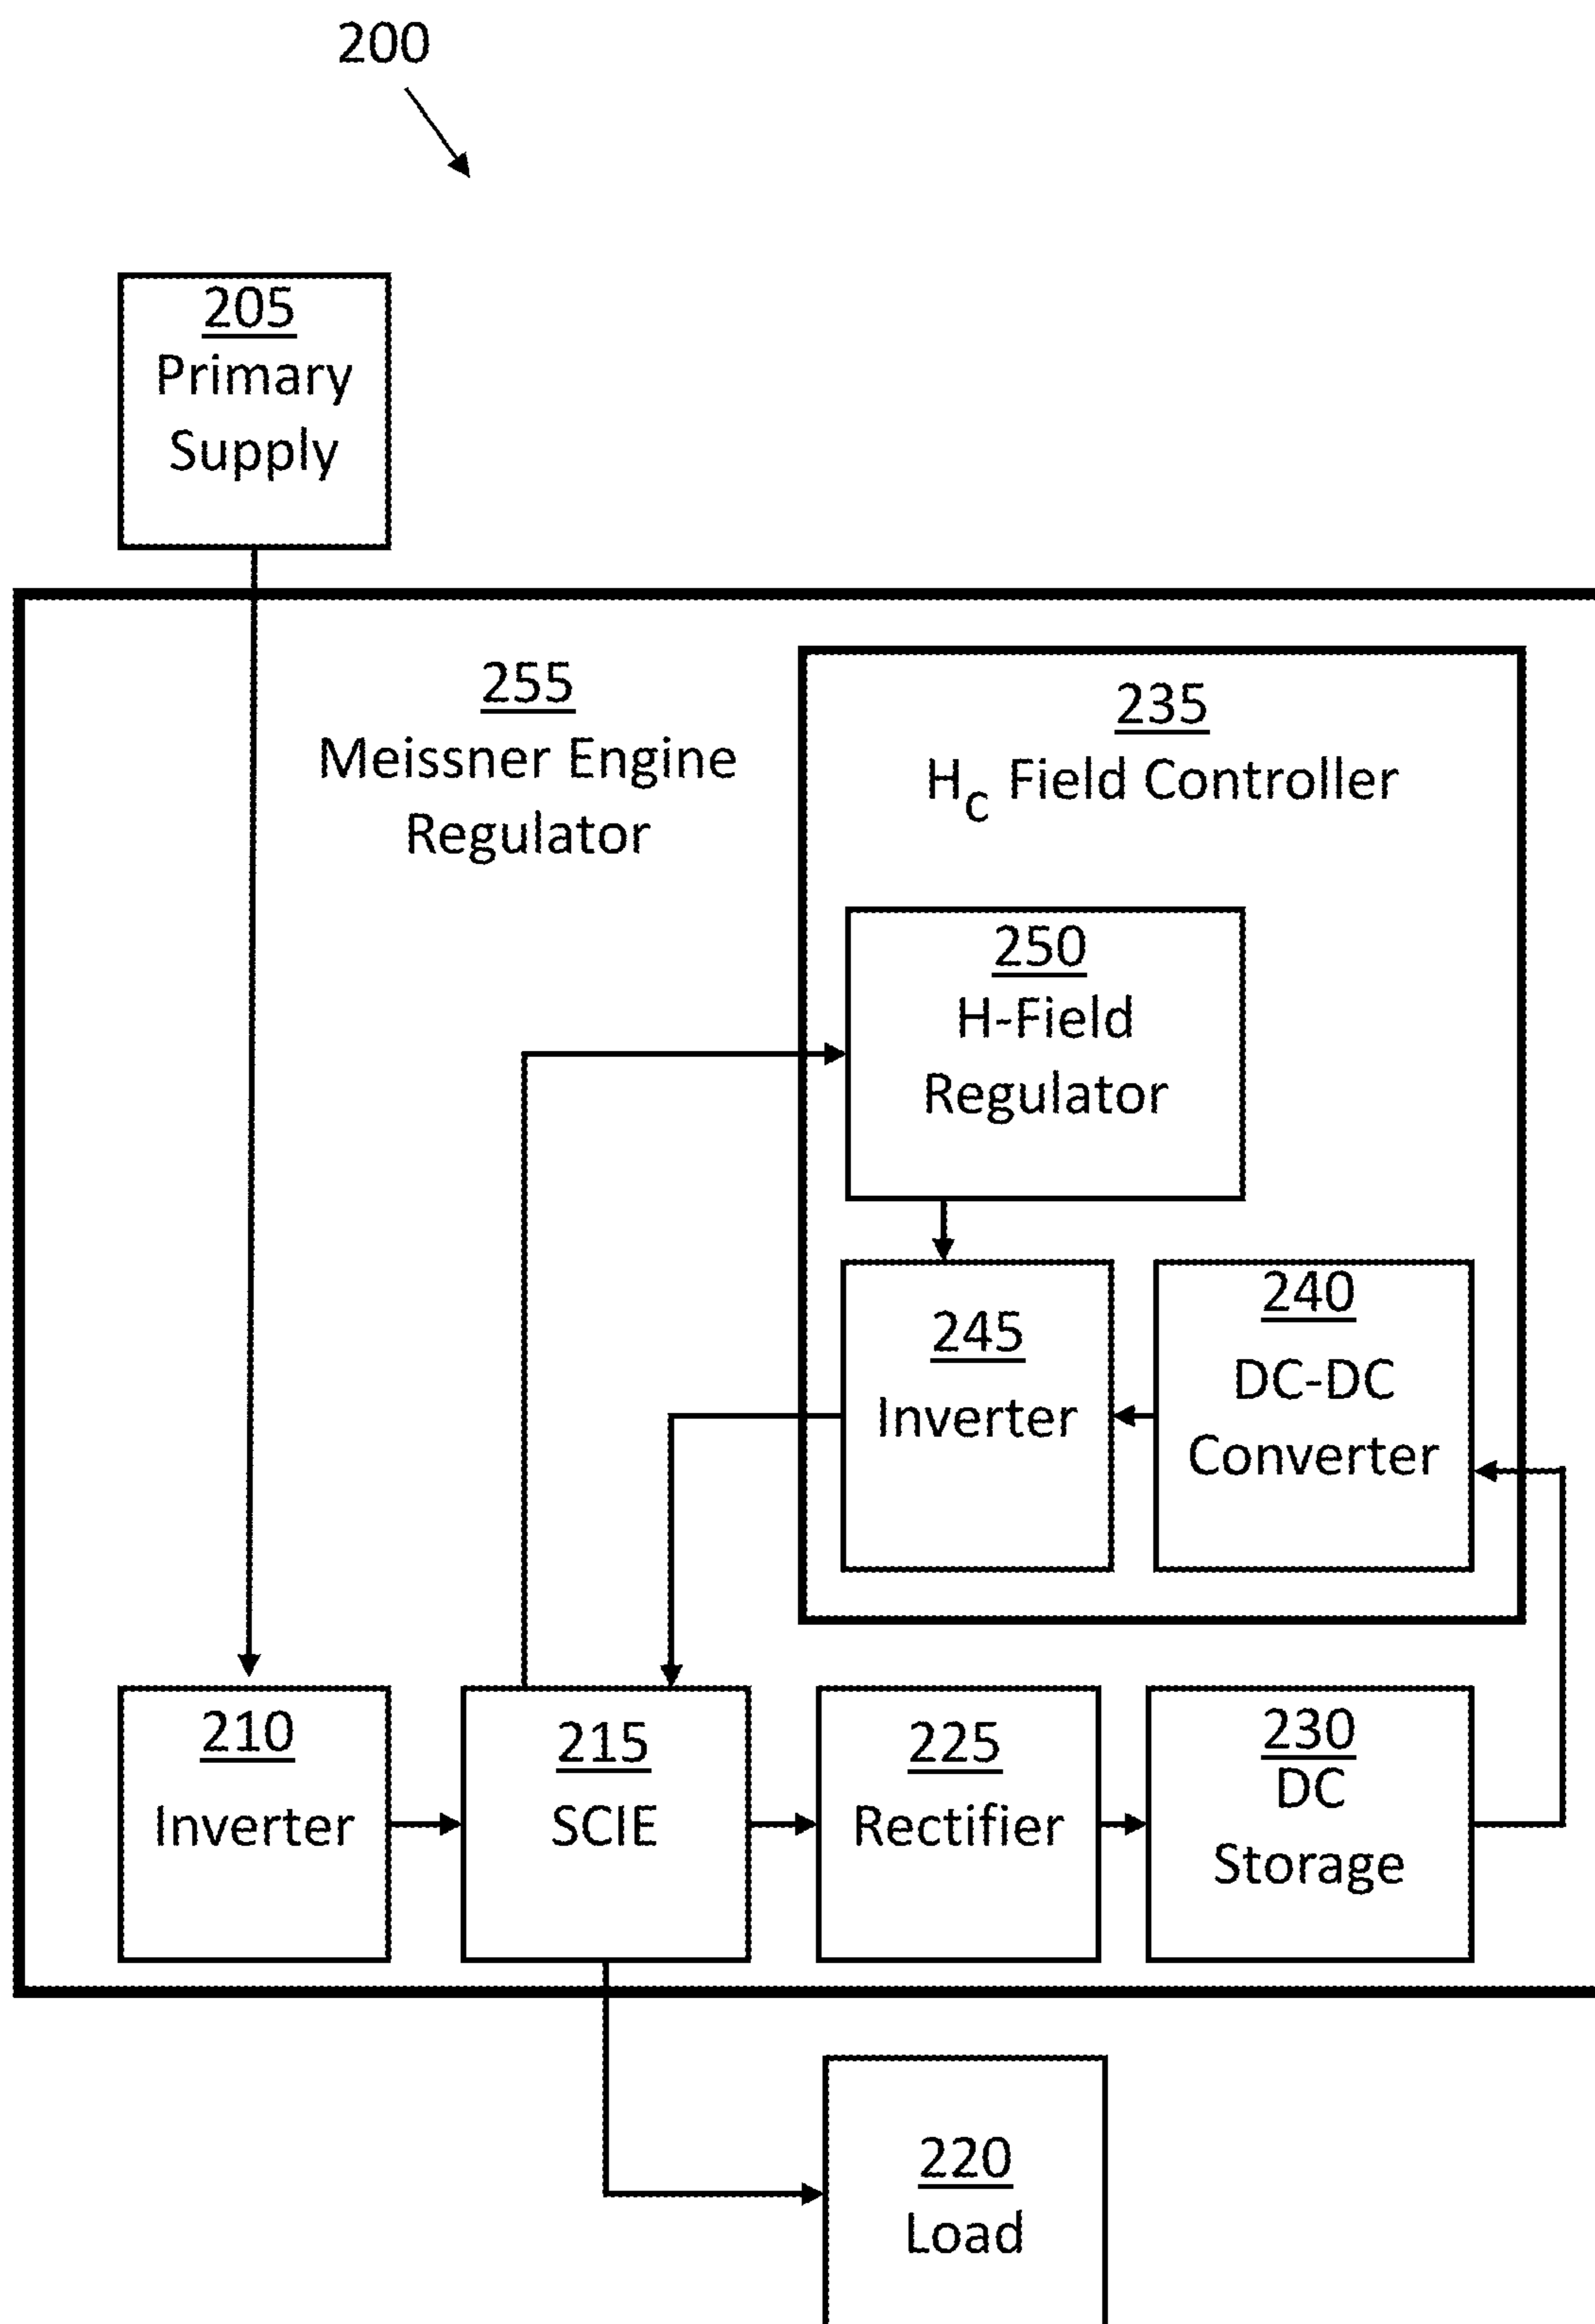 200
205
Primary
Supply
255
Meissner Engine
Regulator
235
HC Field Controller
250
H-Field
Regulator
245
Inverter
240
DC-DC
Converter
210
Inverter
215
SCIE
225
Rectifier
230
DC
Storage
220
Load